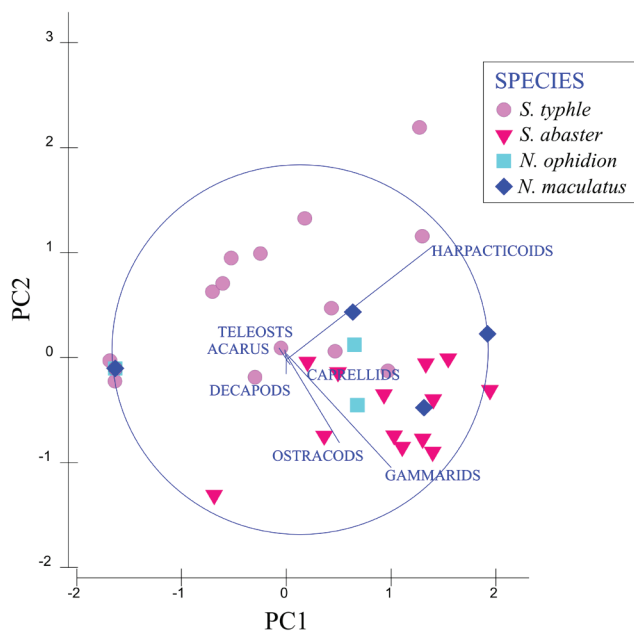 3
2
1
0
-1
-2
PC2
-2
-1
0
1
2
PC1
SPECIES
S. typhle
S. abaster
N. ophidion
N. maculatus
HARPACTICOIDS
TELEOSTS
ACARUS
CAPRELLIDS
DECAPODS
OSTRACODS
GAMMARIDS